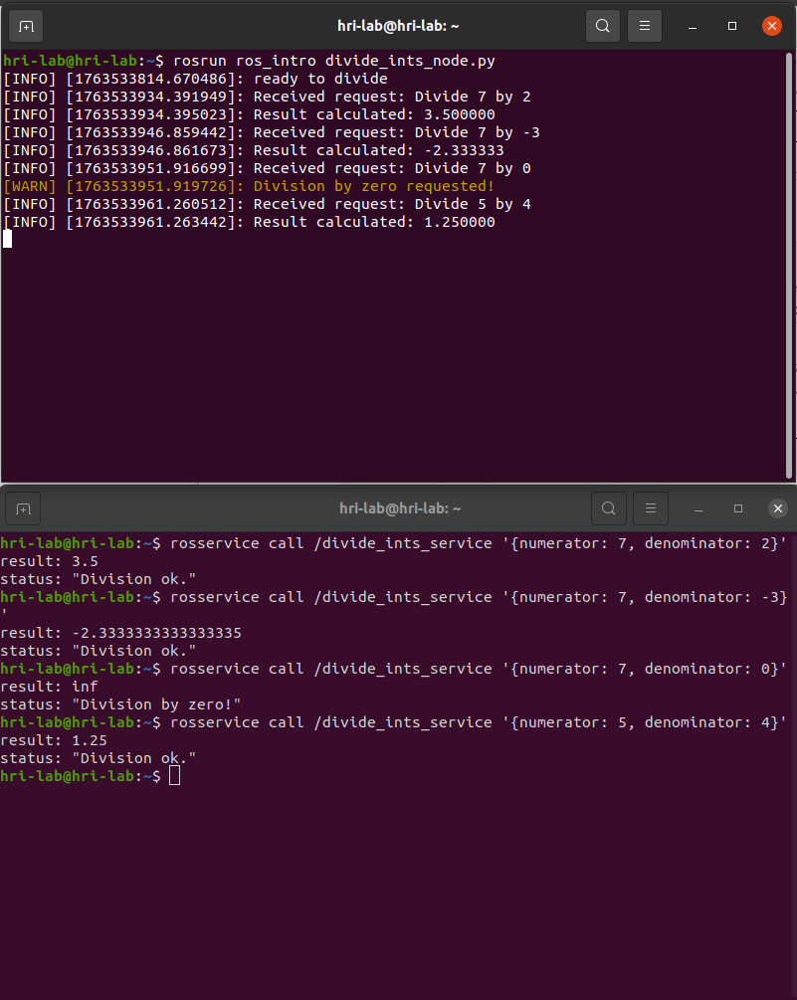 hri-lab@hri-lab: ~
hri-lab@hri-lab:~$ rosrun ros_intro divide_ints_node.py
[INFO] [1763533814.670486]: ready to divide
[INFO] [1763533934.391949]: Received request: Divide 7 by 2
[INFO] [1763533934.395023]: Result calculated: 3.500000
[INFO] [1763533946.859442]: Received request: Divide 7 by -3
[INFO] [1763533946.861673]: Result calculated: -2.333333
[INFO] [1763533951.916699]: Received request: Divide 7 by 0
[WARN] [1763533951.919726]: Division by zero requested!
[INFO] [1763533961.260512]: Received request: Divide 5 by 4
[INFO] [1763533961.263442]: Result calculated: 1.250000
hri-lab@hri-lab: ~
hri-lab@hri-lab:~$ rosservice call /divide_ints_service '{numerator: 7, denominator: 2}'
result: 3.5
status: "Division ok."
hri-lab@hri-lab:~$ rosservice call /divide_ints_service '{numerator: 7, denominator: -3}
'
result: -2.3333333333333335
status: "Division ok."
hri-lab@hri-lab:~$ rosservice call /divide_ints_service '{numerator: 7, denominator: 0}'
result: inf
status: "Division by zero!"
hri-lab@hri-lab:~$ rosservice call /divide_ints_service '{numerator: 5, denominator: 4}'
result: 1.25
status: "Division ok."
hri-lab@hri-lab:~$